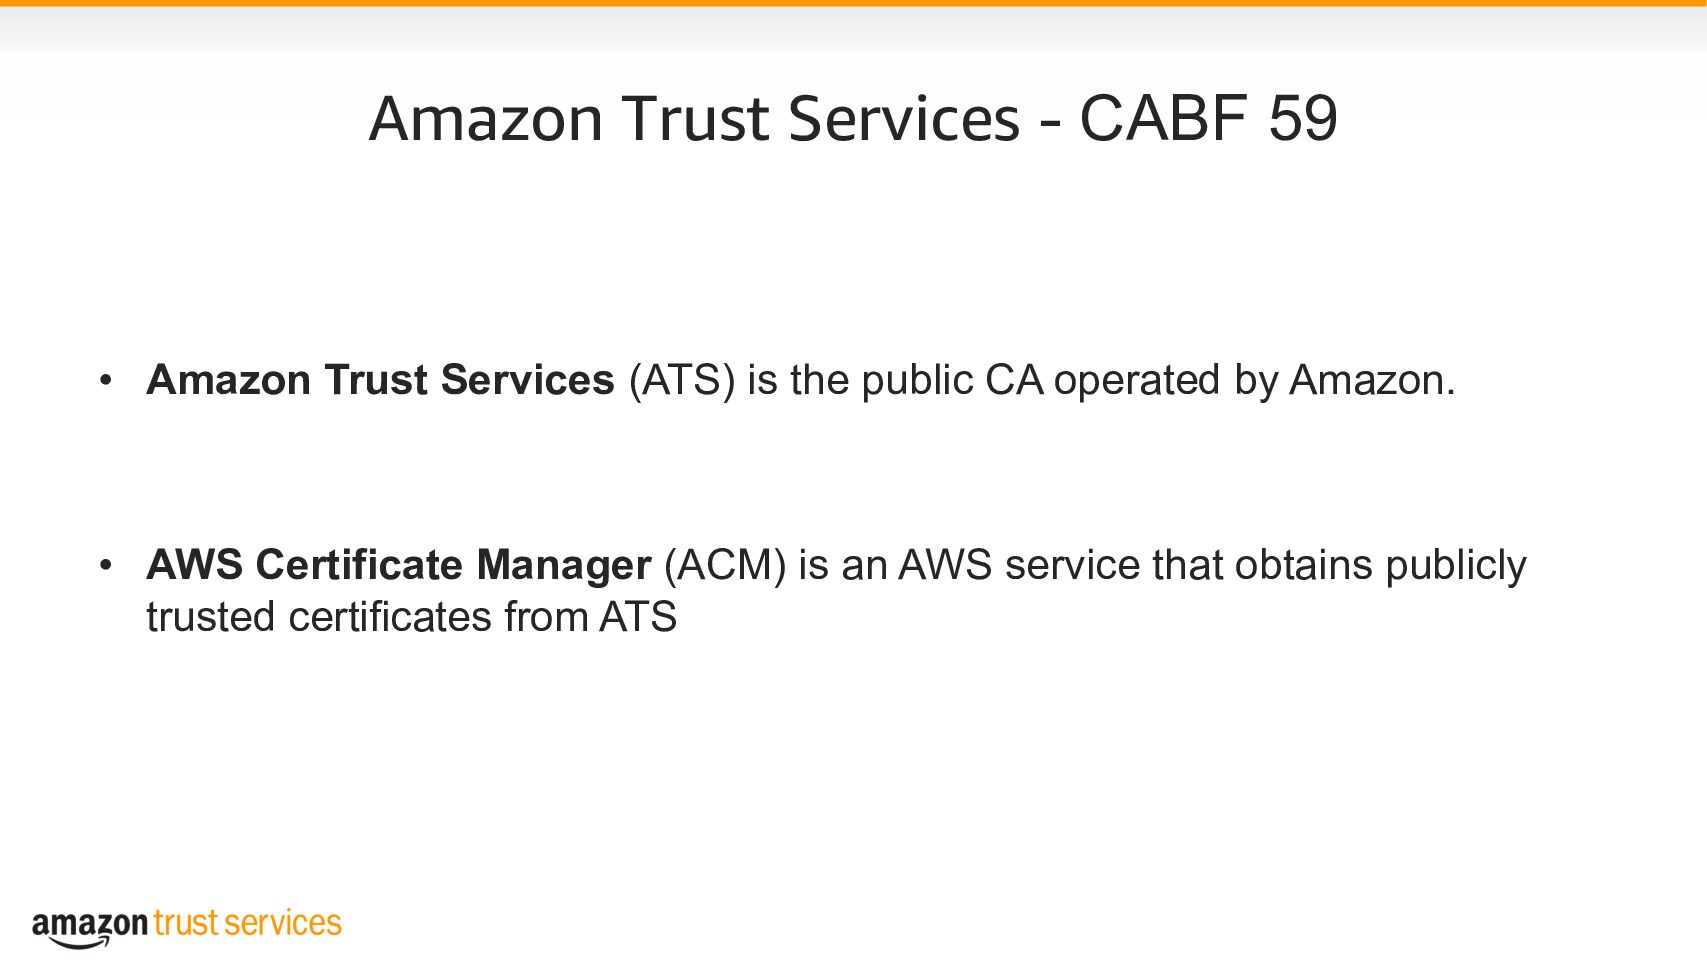 Amazon Trust Services - CABF 59
• Amazon Trust Services (ATS) is the public CA operated by Amazon.
• AWS Certificate Manager (ACM) is an AWS service that obtains publicly
trusted certificates from ATS
amazon trust services